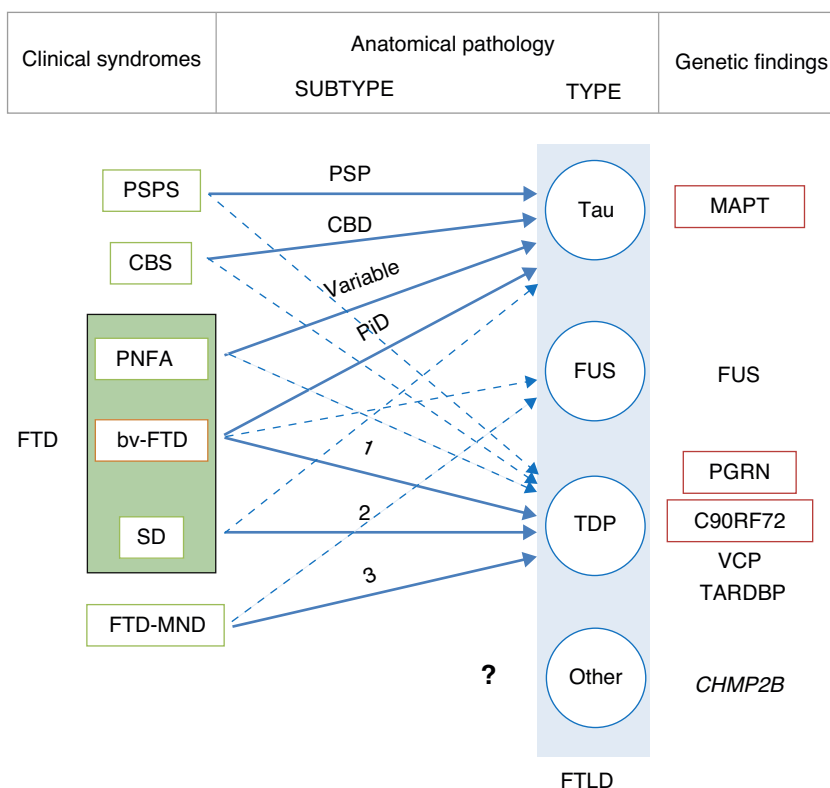 Clinical syndromes
Anatomical pathology
SUBTYPE
TYPE
Genetic findings
PSPS
PSP
Tau
MAPT
CBS
CBD
Variable
PiD
PNFA
FUS
FUS
FTD
bv-FTD
1
PGRN
SD
2
TDP
C90RF72
VCP
TARDBP
3
FTD-MND
?
Other
CHMP2B
FTLD